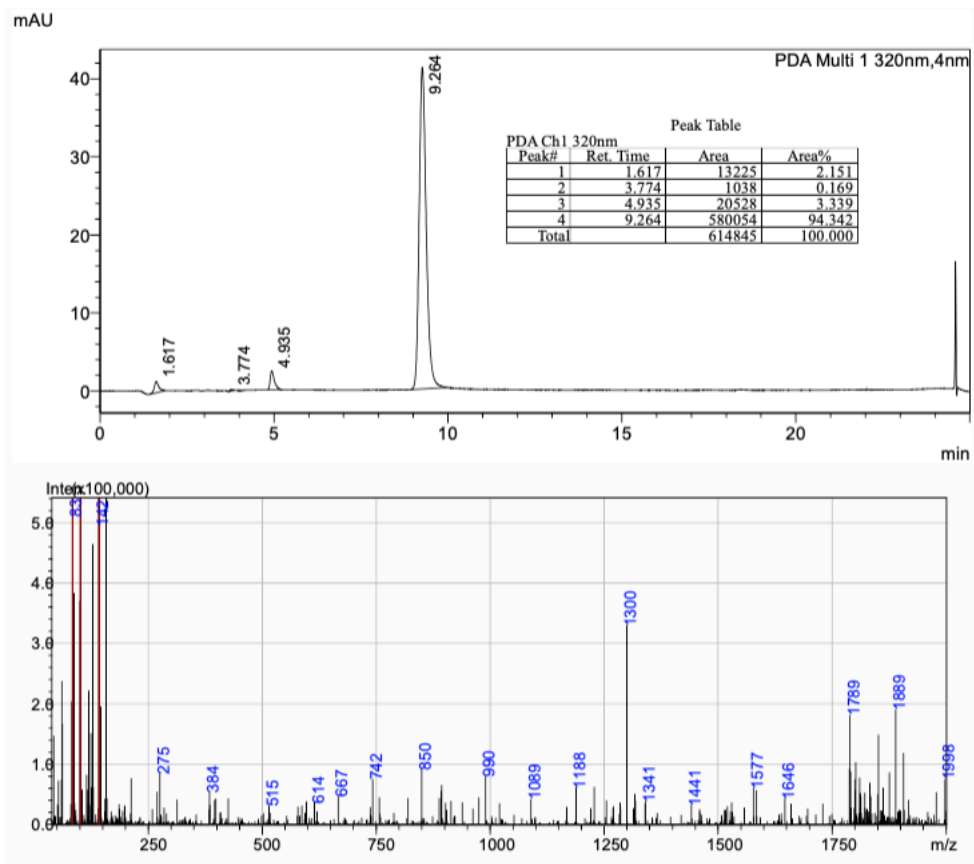 mAU
PDA Multi 1 320nm,4nm
9.264
Peak Table
PDA Ch1 320nm
Peak# Ret. Time Area Area%
1 1.617 13225 2.151
2 3.774 1038 0.169
3 4.935 20528 3.339
4 9.264 580054 94.342
Total 614845 100.000
40
30
20
10
0
1.617
3.774
4.935
0 5 10 15 20
min
x100,000)
5.0
4.0
3.0
2.0
1.0
0.0
83
142
275
384
515
614
667
742
850
990
1089
1188
1300
1341
1441
1577
1646
1789
1889
1998
250 500 750 1000 1250 1500 1750 m/z